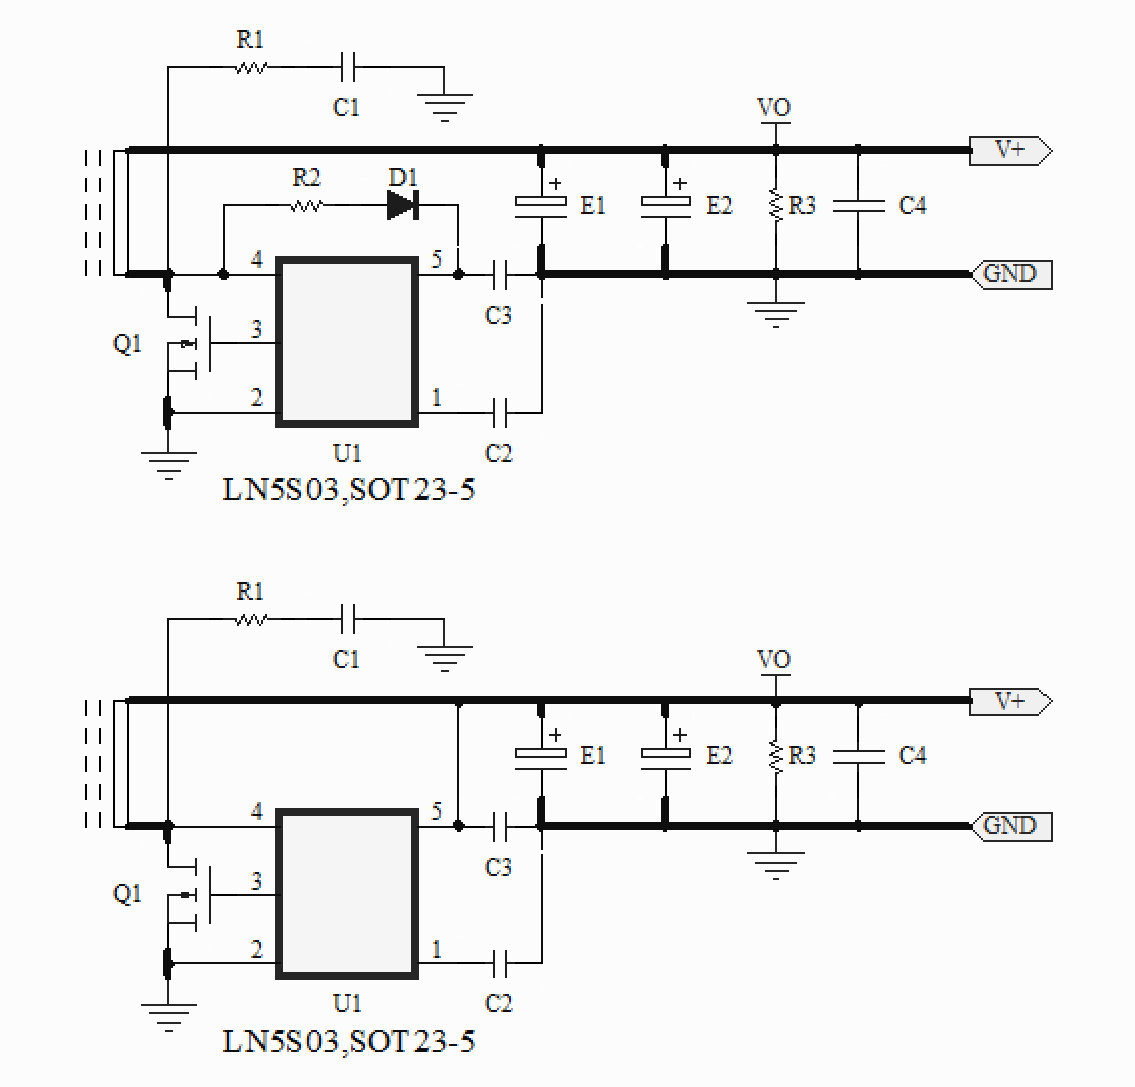 R1
C1
VO
V+
R2 D1
E1 E2 R3 C4
4 5
GND
C3
Q1 3
2 1
U1 C2
LN5S03,SOT23-5
R1
C1
VO
V+
E1 E2 R3 C4
4 5
GND
C3
Q1 3
2 1
U1 C2
LN5S03,SOT23-5